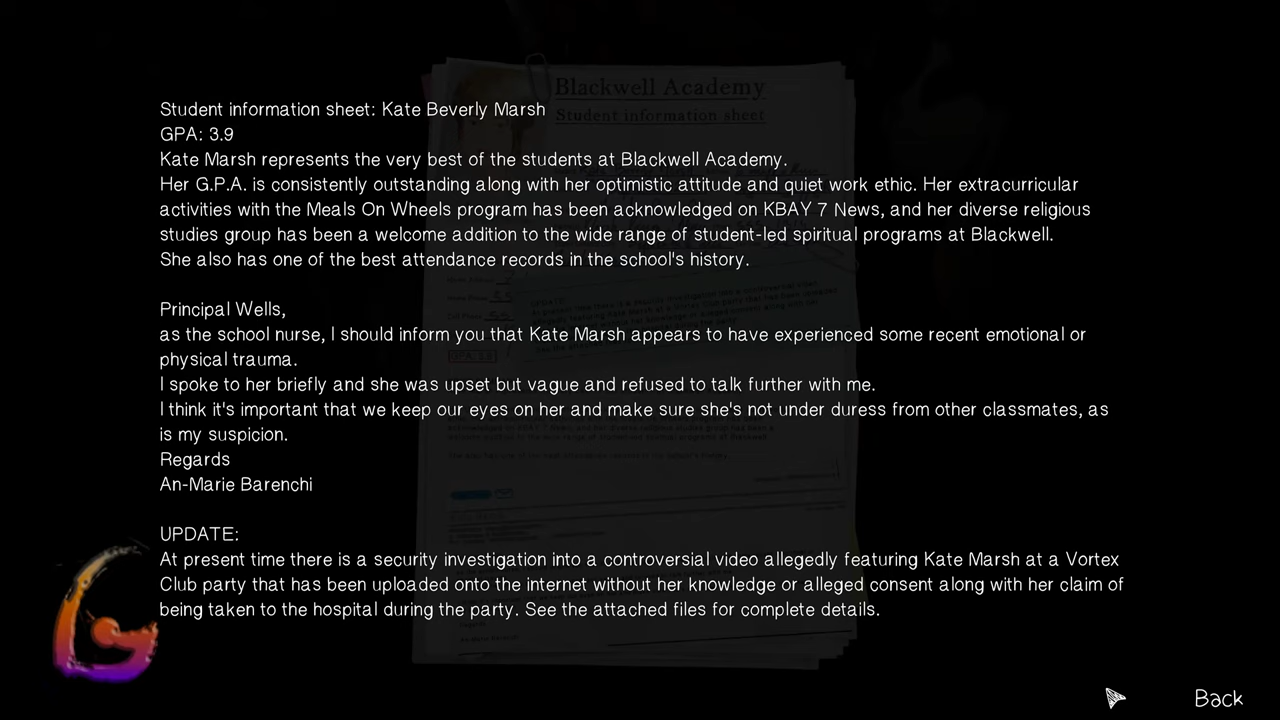 Blackwell Academy
Student information sheet
Student information sheet: Kate Beverly Marsh
GPA: 3.9
Kate Marsh represents the very best of the students at Blackwell Academy.
Her G.P.A. is consistently outstanding along with her optimistic attitude and quiet work ethic. Her extracurricular
activities with the Meals On Wheels program has been acknowledged on KBAY 7 News, and her diverse religious
studies group has been a welcome addition to the wide range of student-led spiritual programs at Blackwell.
She also has one of the best attendance records in the school's history.
Principal Wells,
as the school nurse, I should inform you that Kate Marsh appears to have experienced some recent emotional or
physical trauma.
I spoke to her briefly and she was upset but vague and refused to talk further with me.
I think it's important that we keep our eyes on her and make sure she's not under duress from other classmates, as
is my suspicion.
Regards
An-Marie Barenchi
UPDATE:
At present time there is a security investigation into a controversial video allegedly featuring Kate Marsh at a Vortex
Club party that has been uploaded onto the internet without her knowledge or alleged consent along with her claim of
being taken to the hospital during the party. See the attached files for complete details.
Back